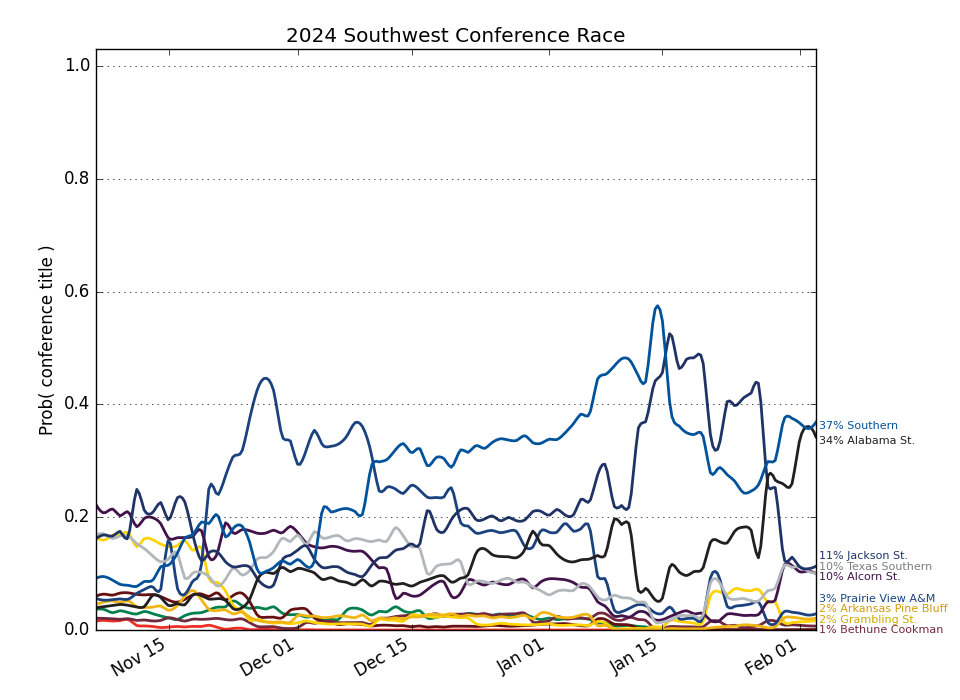 2024 Southwest Conference Race
Prob( conference title )
1.0
0.8
0.6
0.4
0.2
0.0
Nov 15
Dec 01
Dec 15
Jan 01
Jan 15
Feb 01
37% Southern
34% Alabama St.
11% Jackson St.
10% Texas Southern
10% Alcorn St.
3% Prairie View A&M
2% Arkansas Pine Bluff
2% Grambling St.
1% Bethune Cookman